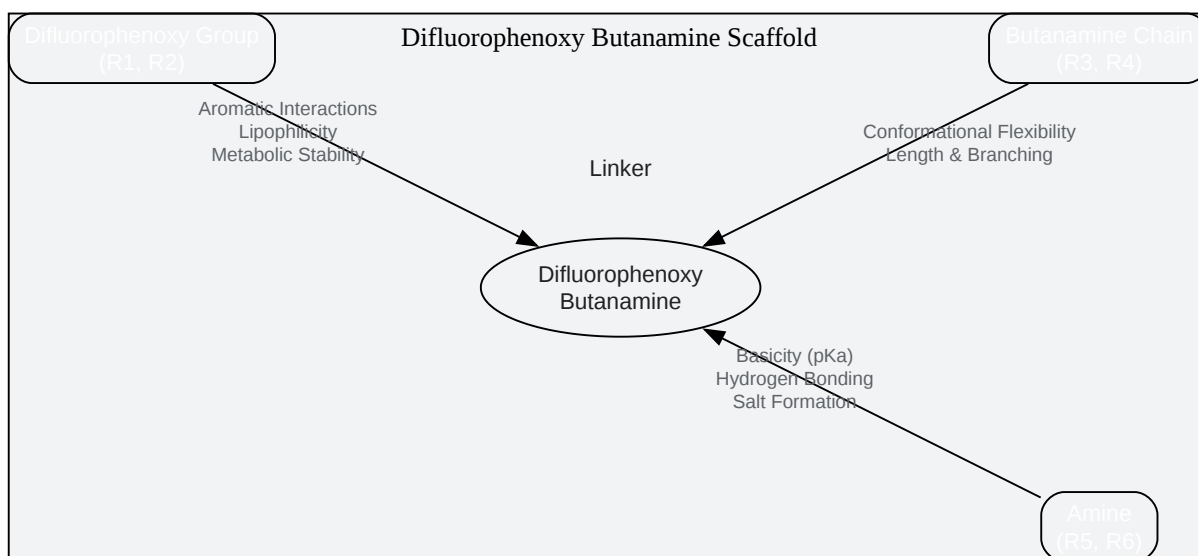 Difluorophenoxy Butanamine Scaffold
Difluorophenoxy Group
(R1, R2)
Butanamine Chain
(R3, R4)
Aromatic Interactions
Lipophilicity
Metabolic Stability
Conformational Flexibility
Length & Branching
Linker
Difluorophenoxy
Butanamine
Basicity (pKa)
Hydrogen Bonding
Salt Formation
Amine
(R5, R6)